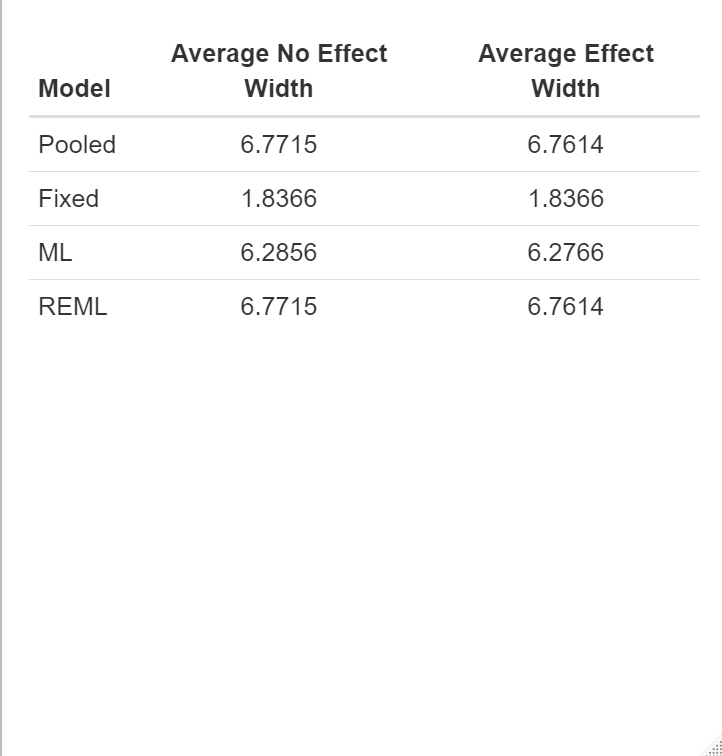 Model Average No Effect Width Average Effect Width
Pooled 6.7715 6.7614
Fixed 1.8366 1.8366
ML 6.2856 6.2766
REML 6.7715 6.7614